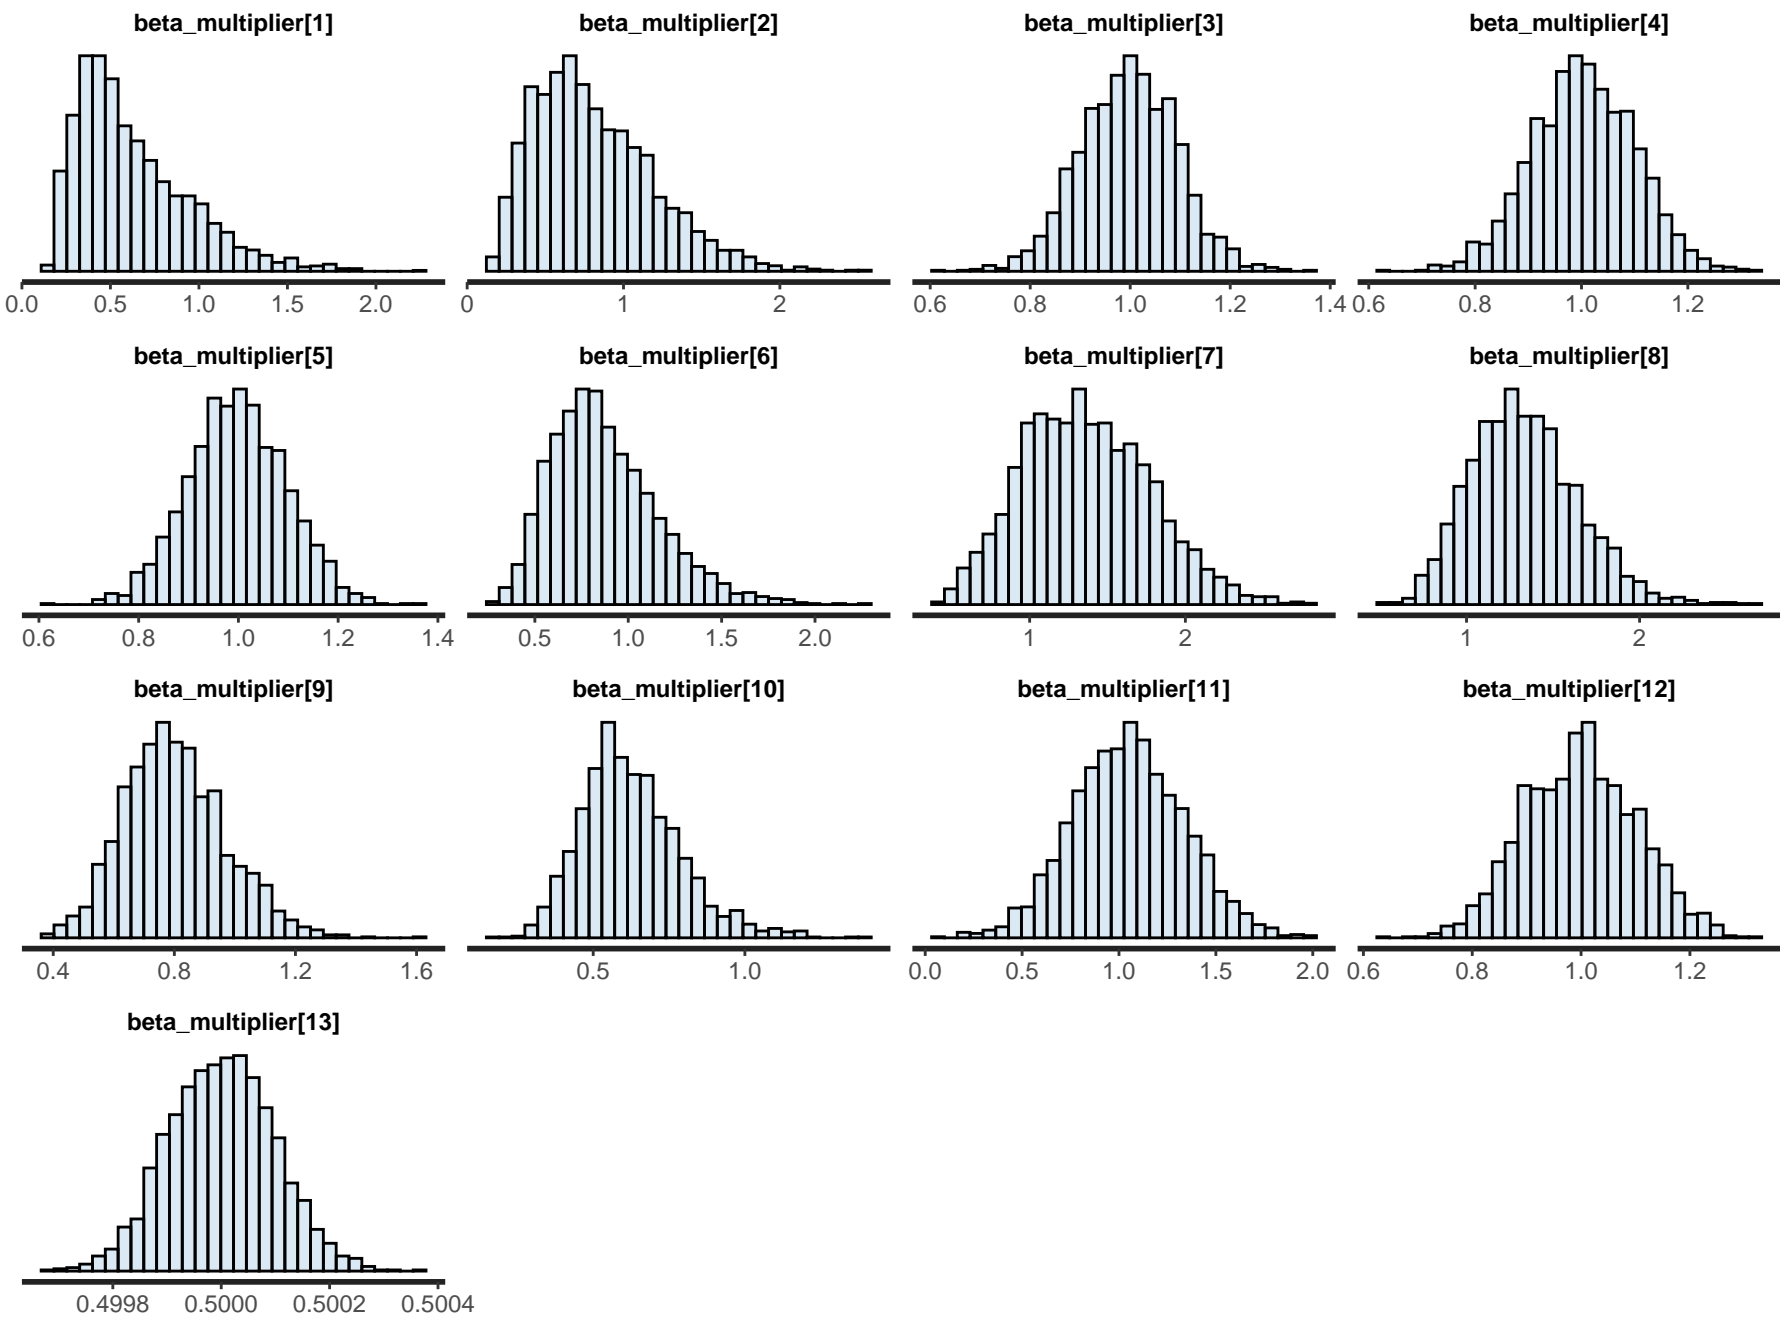 beta_multiplier[1] beta_multiplier[2] beta_multiplier[3] beta_multiplier[4]
0.0 0.5 1.0 1.5 2.0 0 1 2 0.6 0.8 1.0 1.2 1.4 0.6 0.8 1.0 1.2
beta_multiplier[5] beta_multiplier[6] beta_multiplier[7] beta_multiplier[8]
0.6 0.8 1.0 1.2 1.4 0.5 1.0 1.5 2.0 1 2 1 2
beta_multiplier[9] beta_multiplier[10] beta_multiplier[11] beta_multiplier[12]
0.4 0.8 1.2 1.6 0.5 1.0 0.0 0.5 1.0 1.5 2.0 0.6 0.8 1.0 1.2
beta_multiplier[13]
0.4998 0.5000 0.5002 0.5004